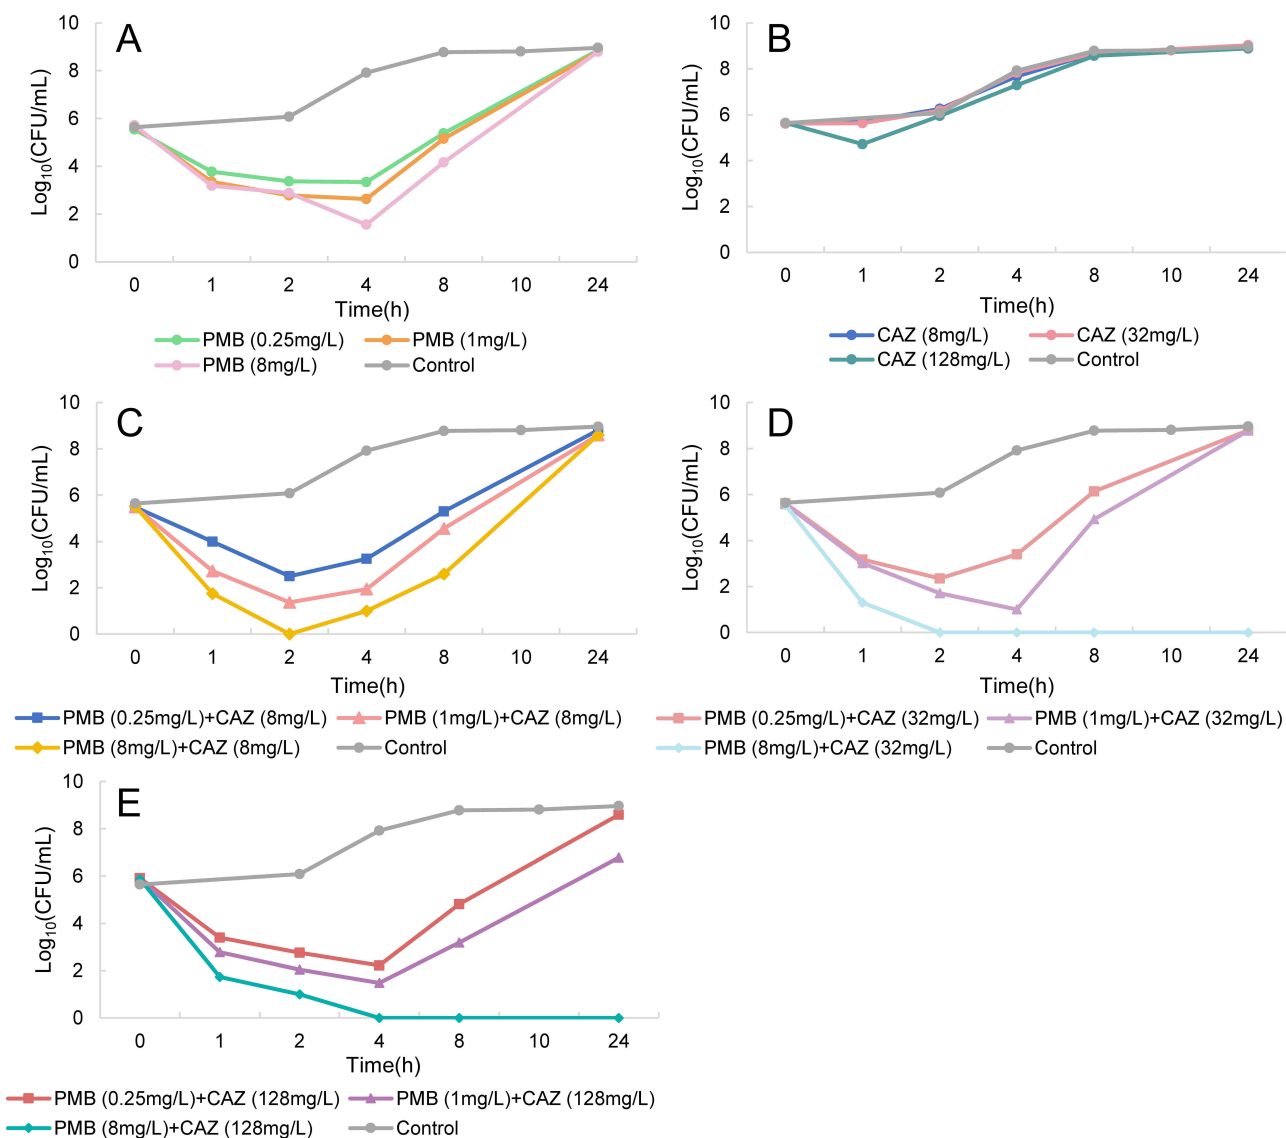 A
10
8
6
4
2
0
Log10(CFU/mL)
0 1 2 4 8 10 24
Time(h)
PMB (0.25mg/L) PMB (1mg/L)
PMB (8mg/L) Control
B
10
8
6
4
2
0
Log10(CFU/mL)
0 1 2 4 8 10 24
Time(h)
CAZ (8mg/L) CAZ (32mg/L)
CAZ (128mg/L) Control
C
10
8
6
4
2
0
Log10(CFU/mL)
0 1 2 4 8 10 24
Time(h)
PMB (0.25mg/L)+CAZ (8mg/L) PMB (1mg/L)+CAZ (8mg/L)
PMB (8mg/L)+CAZ (8mg/L) Control
D
10
8
6
4
2
0
Log10(CFU/mL)
0 1 2 4 8 10 24
Time(h)
PMB (0.25mg/L)+CAZ (32mg/L) PMB (1mg/L)+CAZ (32mg/L)
PMB (8mg/L)+CAZ (32mg/L) Control
E
10
8
6
4
2
0
Log10(CFU/mL)
0 1 2 4 8 10 24
Time(h)
PMB (0.25mg/L)+CAZ (128mg/L) PMB (1mg/L)+CAZ (128mg/L)
PMB (8mg/L)+CAZ (128mg/L) Control